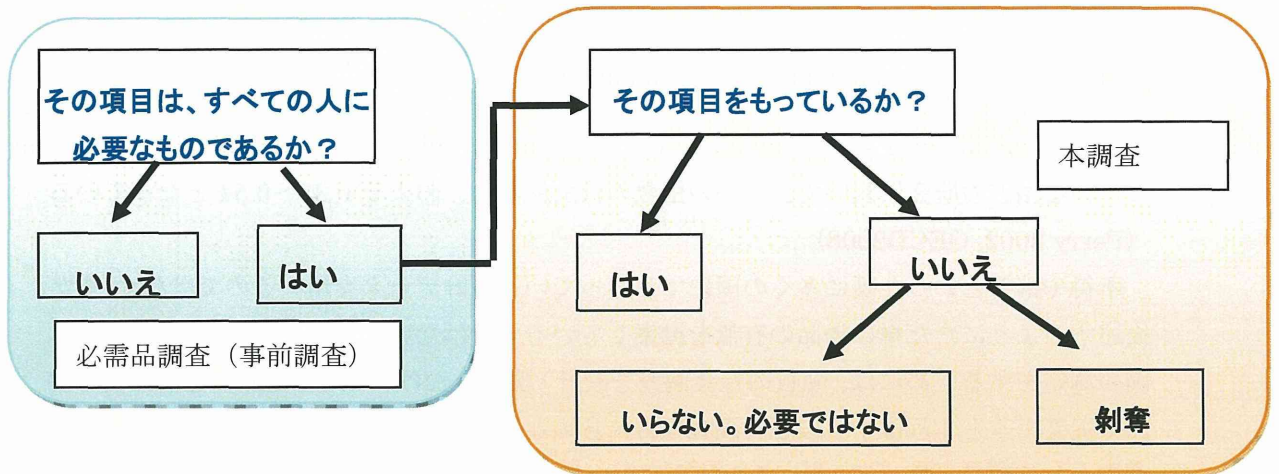 その項目は、すべての人に
必要なものであるか？
いいえ
はい
必需品調査（事前調査）
その項目をもっているか？
本調査
はい
いいえ
いらない。必要ではない
剝奪